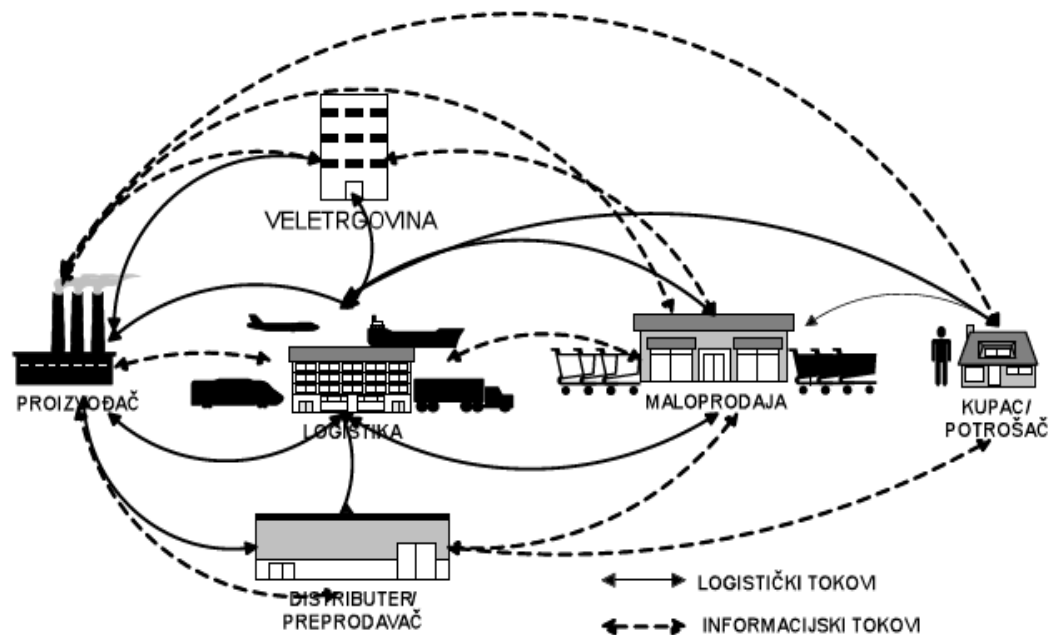 VELETRGOVINA
PROIZVOĐAČ
LOGISTIKA
MALOPRODAJA
KUPAC/
POTROŠAČ
DISTRIBUTER/
PREPRODAVAČ
LOGISTIČKI TOKOVI
INFORMACIJSKI TOKOVI